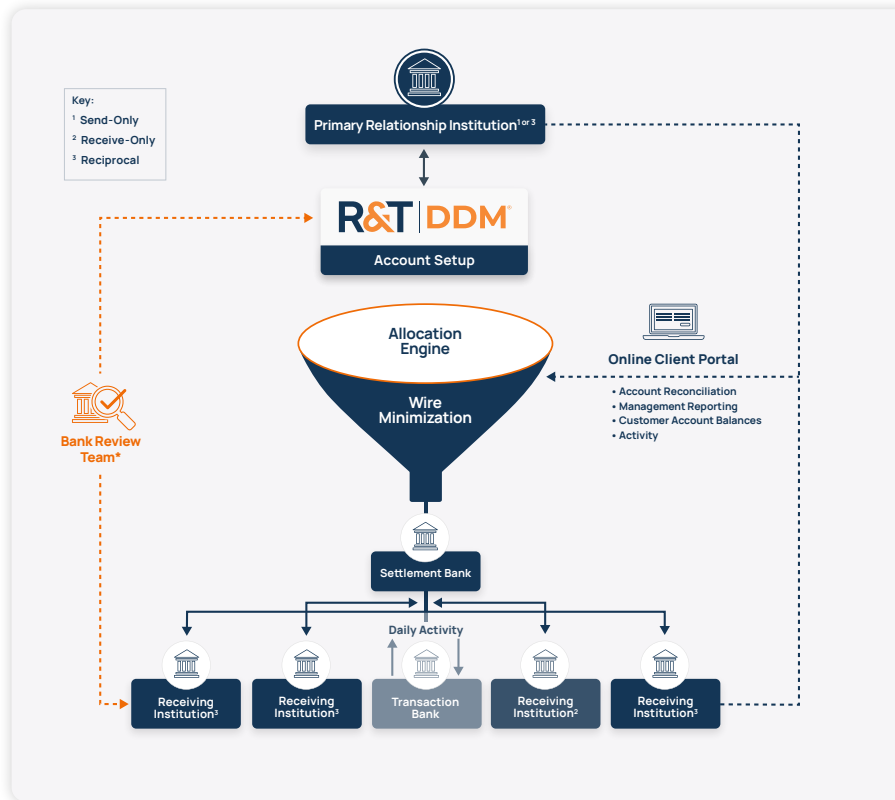 Key:
¹ Send-Only
² Receive-Only
³ Reciprocal
Primary Relationship Institution¹ ᵒʳ ³
R&T | DDM®
Account Setup
Allocation
Engine
Wire
Minimization
Online Client Portal
• Account Reconciliation
• Management Reporting
• Customer Account Balances
• Activity
Bank Review
Team*
Settlement Bank
Daily Activity
Receiving
Institution³
Receiving
Institution³
Transaction
Bank
Receiving
Institution²
Receiving
Institution³